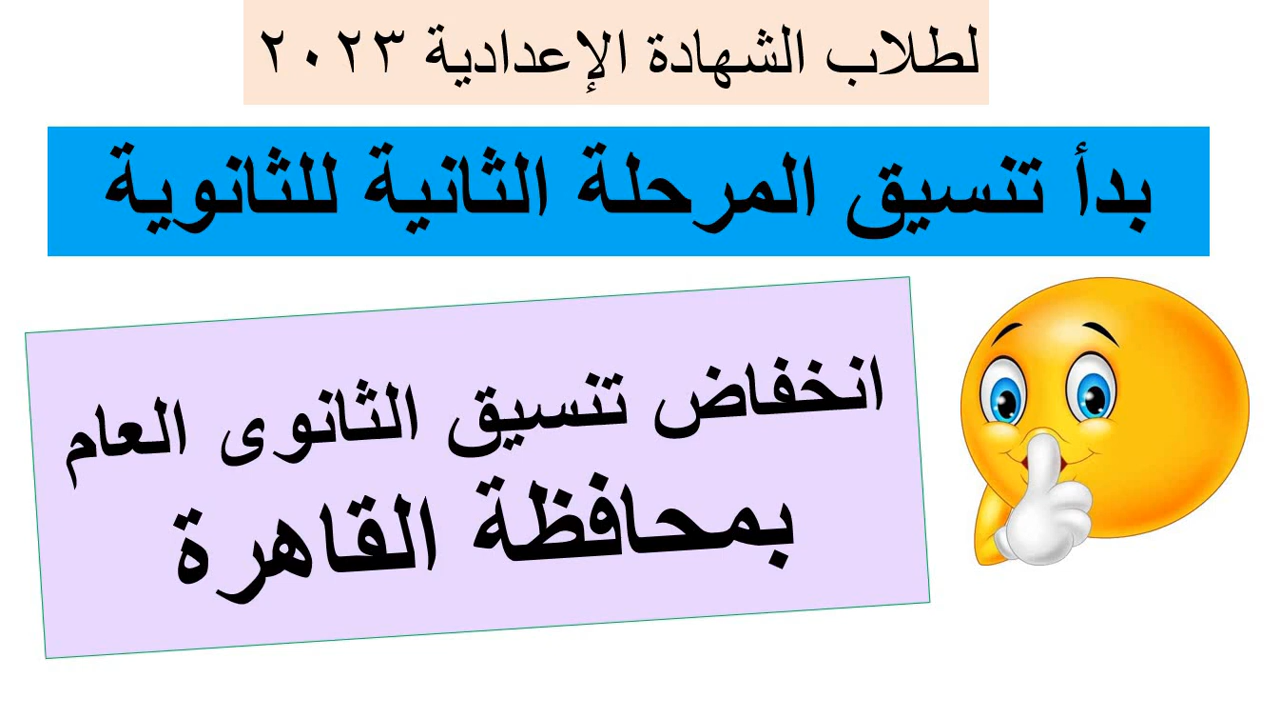 لطلاب الشهادة الإعدادية ٢٠٢٣
بدأ تنسيق المرحلة الثانية للثانوية
انخفاض تنسيق الثانوى العام
بمحافظة القاهرة